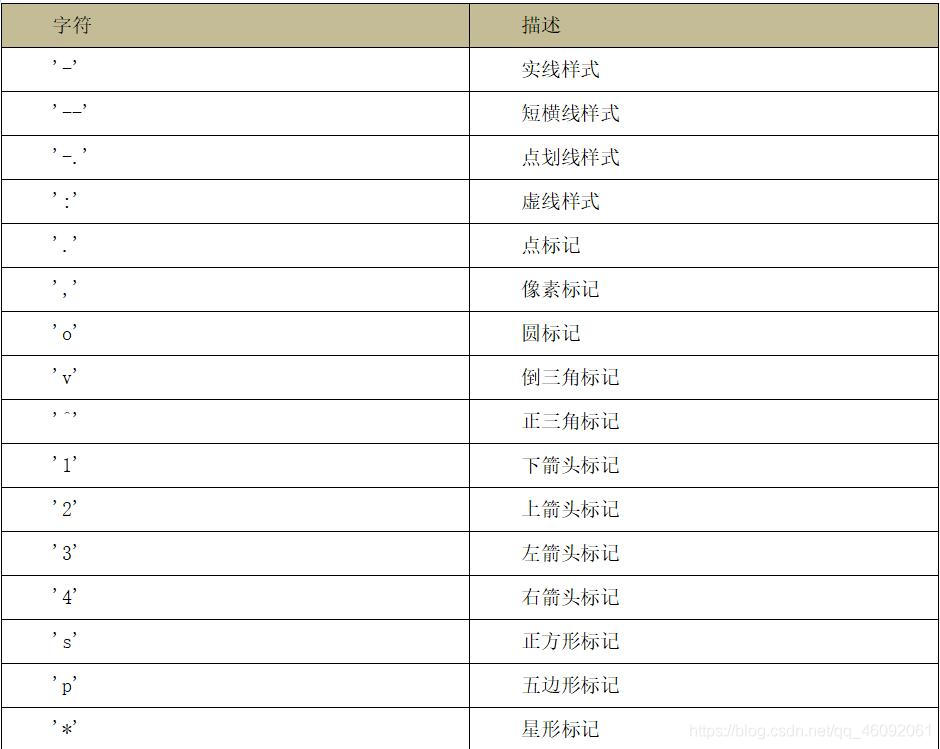 字符 描述
'-' 实线样式
'--' 短横线样式
'-.' 点划线样式
':' 虚线样式
'.' 点标记
',' 像素标记
'o' 圆标记
'v' 倒三角标记
'^' 正三角标记
'1' 下箭头标记
'2' 上箭头标记
'3' 左箭头标记
'4' 右箭头标记
's' 正方形标记
'p' 五边形标记
'*' 星形标记
https://blog.csdn.net/qq_46092061